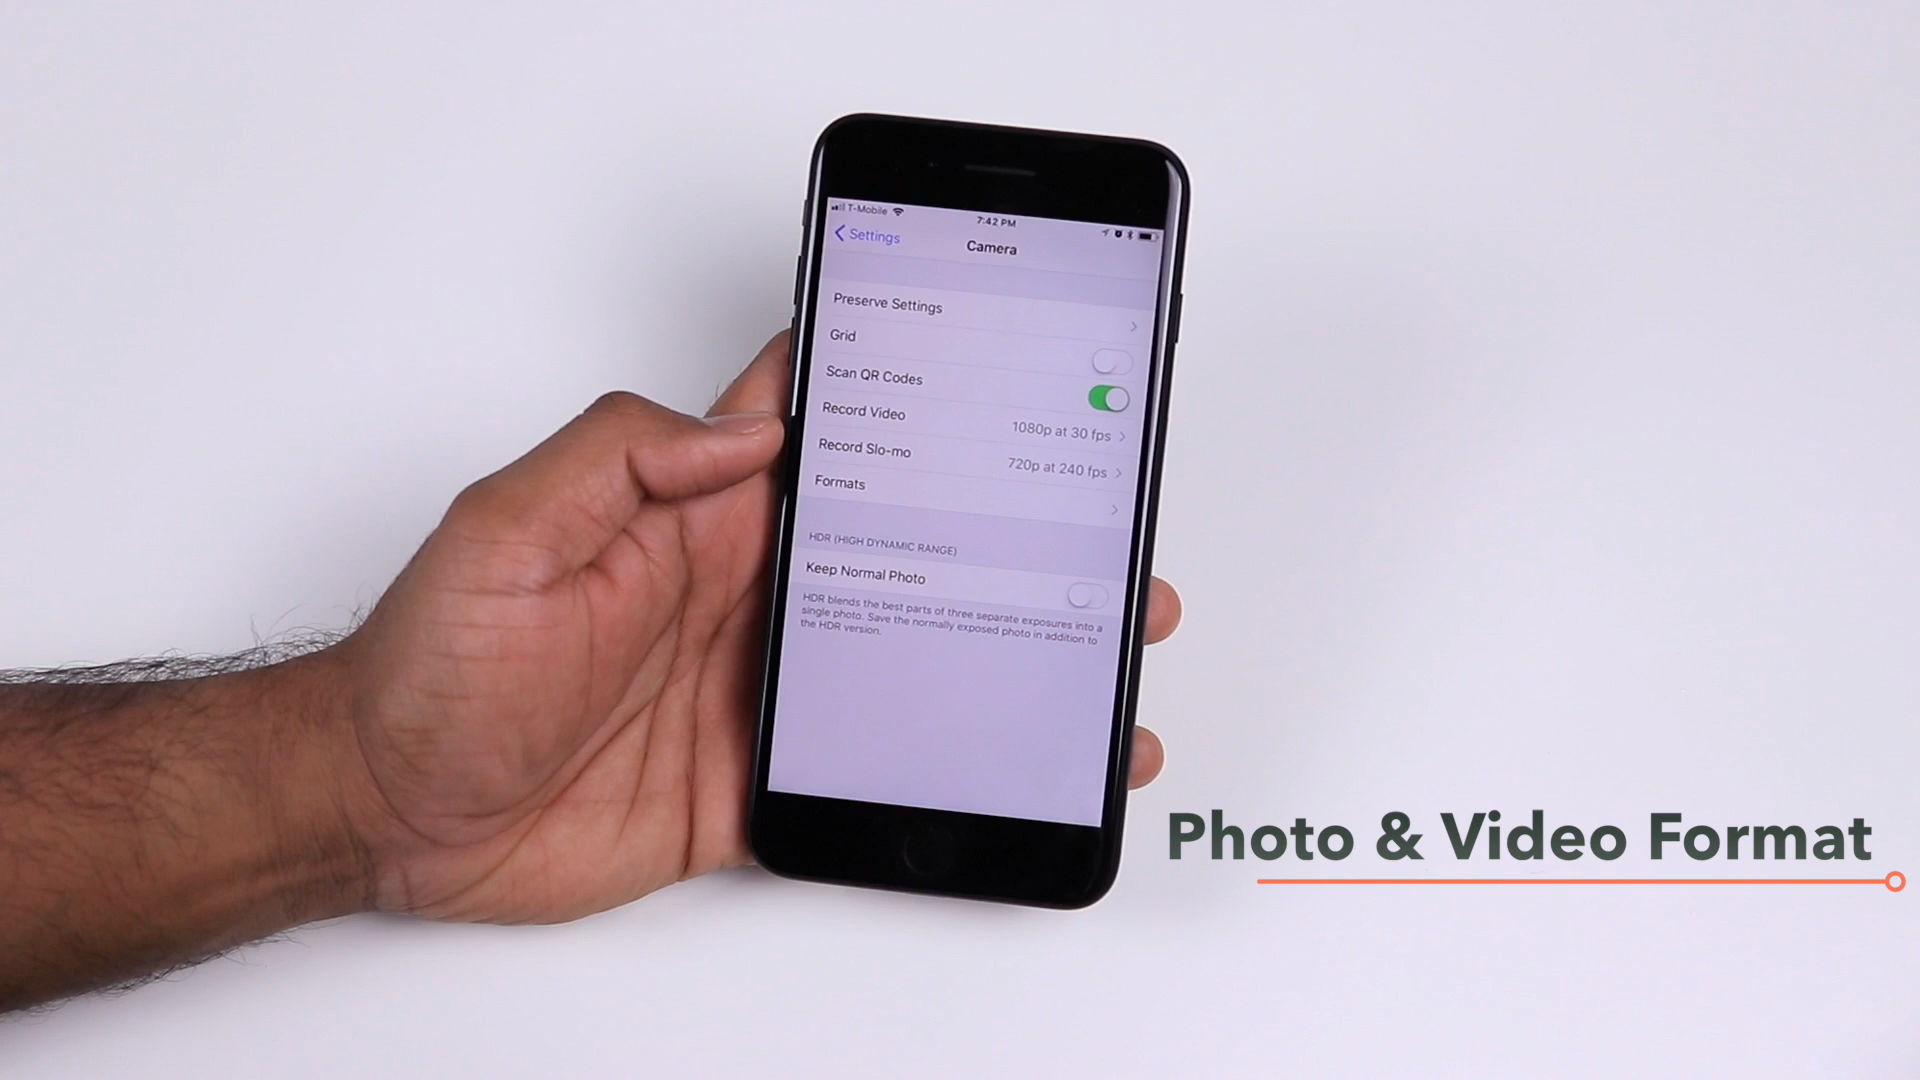 T-Mobile
7:42 PM
Settings
Camera
Preserve Settings
Grid
Scan QR Codes
Record Video 1080p at 30 fps
Record Slo-mo 720p at 240 fps
Formats
HDR (HIGH DYNAMIC RANGE)
Keep Normal Photo
HDR blends the best parts of three separate exposures into a
single photo. Save the normally exposed photo in addition to
the HDR version.
Photo & Video Format